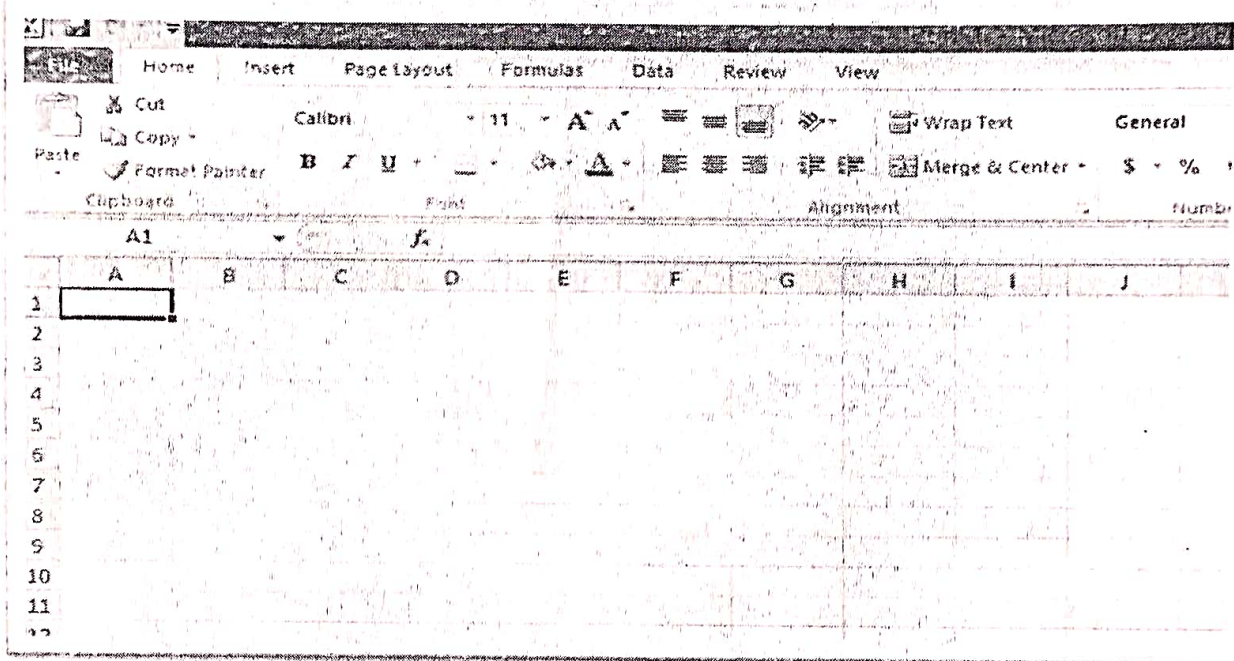 File Home Insert Page Layout Formulas Data Review View
Cut
Calibri 11 A A Wrap Text General
Copy
Paste
Format Painter B I U A Merge & Center $ %
Clipboard Font Alignment
A1 fx
A B C D E F G H I J
1
2
3
4
5
6
7
8
9
10
11